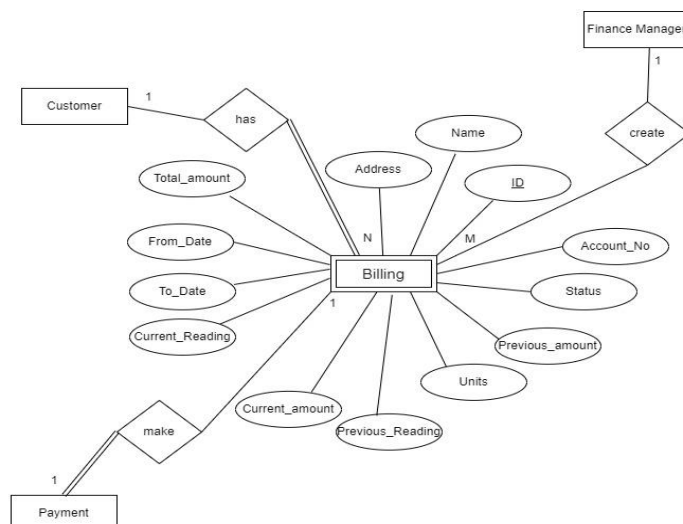 Finance Manager
1
Customer
1
has
create
Name
Address
Total_amount
ID
N
M
From_Date
Account_No
Billing
To_Date
Status
1
Current_Reading
Previous_amount
Units
Current_amount
make
Previous_Reading
1
Payment